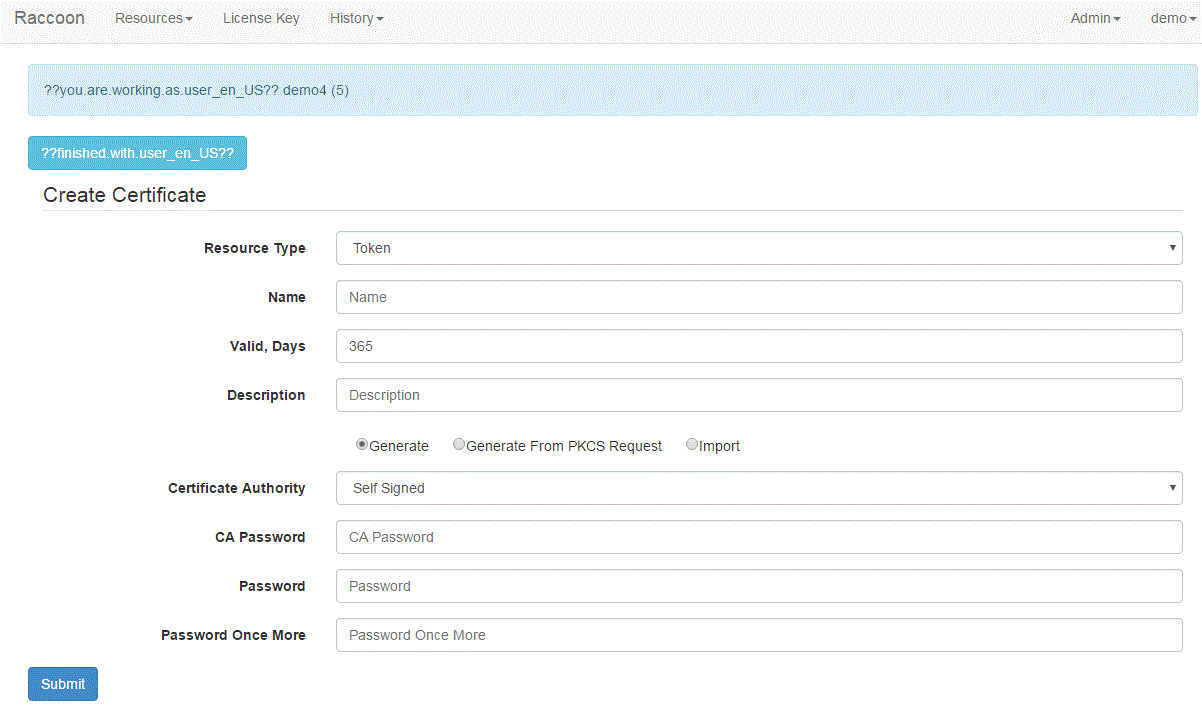 Raccoon Resources License Key History Admin demo
??you.are.working.as.user_en_US?? demo4 (5)
??finished.with.user_en_US??
Create Certificate
Resource Type Token
Name Name
Valid, Days 365
Description Description
Generate Generate From PKCS Request Import
Certificate Authority Self Signed
CA Password CA Password
Password Password
Password Once More Password Once More
Submit